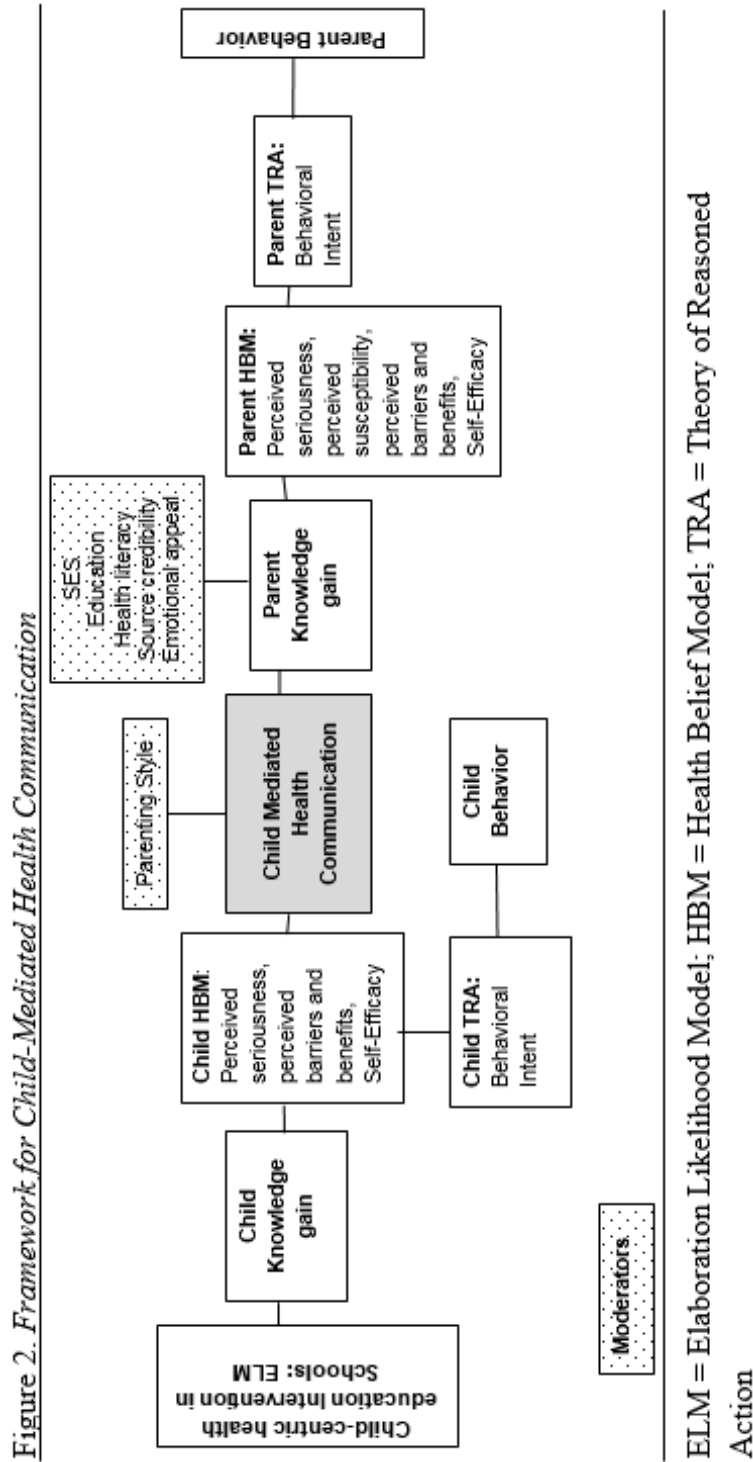 Figure 2. Framework for Child-Mediated Health Communication
Child-centric health
education Intervention in
Schools: ELM
Child
Knowledge
gain
Child HBM:
Perceived
seriousness,
perceived
barriers and
benefits,
Self-Efficacy
Child TRA:
Behavioral
Intent
Child
Behavior
Parenting Style
Child Mediated
Health
Communication
SES
Education
Health literacy
Source credibility
Emotional appeal
Parent
Knowledge
gain
Parent HBM:
Perceived
seriousness,
perceived
susceptibility,
perceived
barriers and
benefits,
Self-Efficacy
Parent TRA:
Behavioral
Intent
Parent Behavior
Moderators
ELM = Elaboration Likelihood Model; HBM = Health Belief Model; TRA = Theory of Reasoned
Action